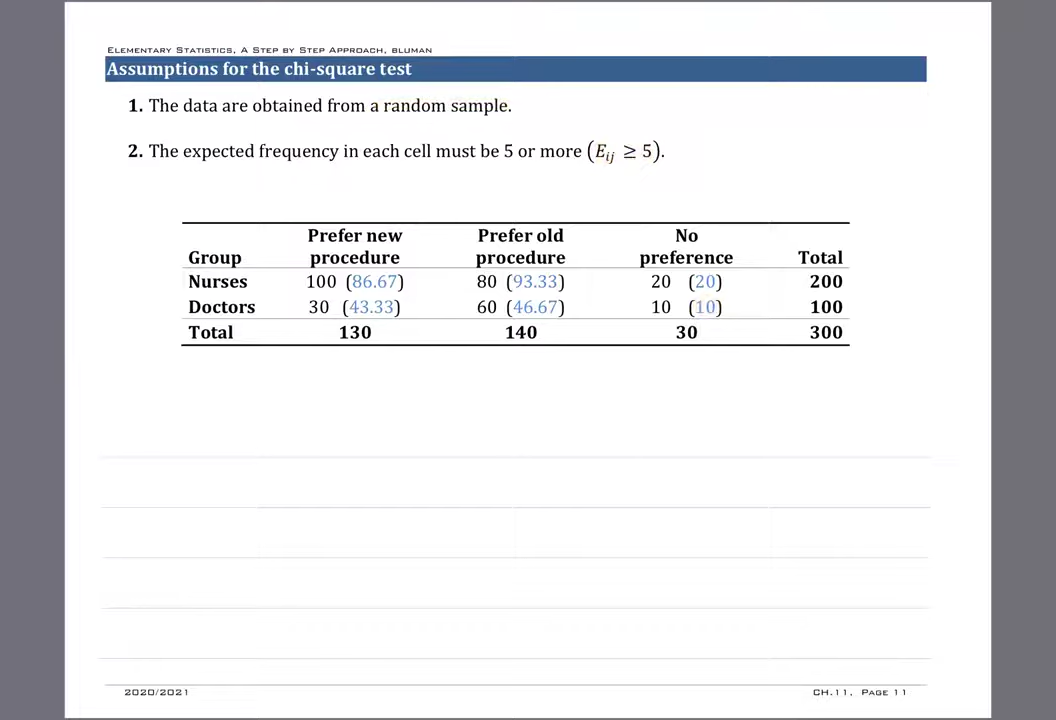 Elementary Statistics, A Step by Step Approach, bluman
Assumptions for the chi-square test
1. The data are obtained from a random sample.
2. The expected frequency in each cell must be 5 or more (Eij ≥ 5).
Group Prefer new procedure Prefer old procedure No preference Total
Nurses 100 (86.67) 80 (93.33) 20 (20) 200
Doctors 30 (43.33) 60 (46.67) 10 (10) 100
Total 130 140 30 300
2020/2021 CH.11, Page 11